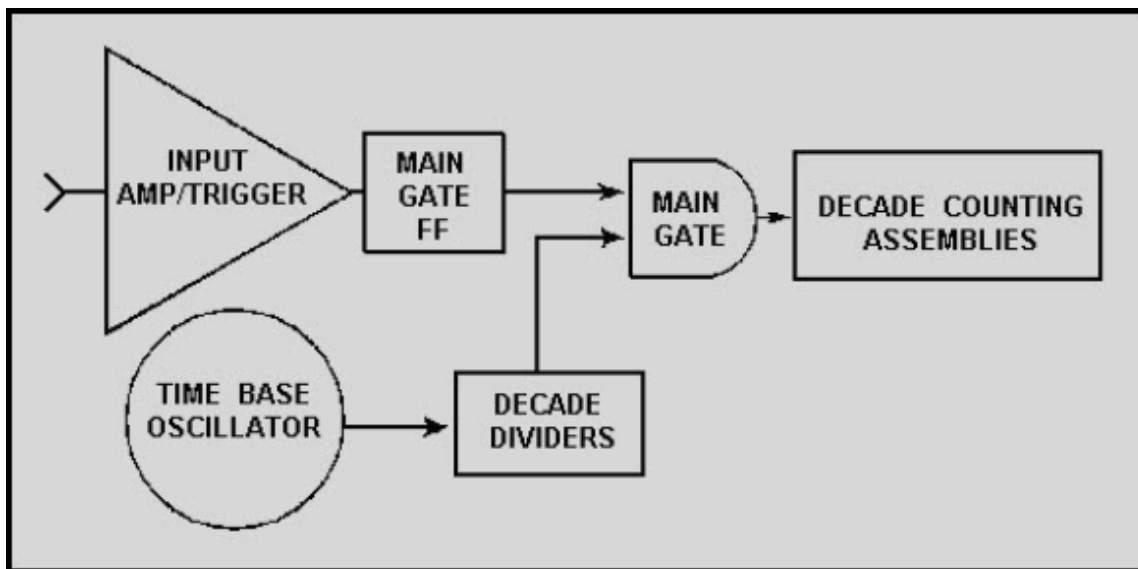 INPUT
AMP/TRIGGER
MAIN
GATE
FF
MAIN
GATE
DECADE COUNTING
ASSEMBLIES
TIME BASE
OSCILLATOR
DECADE
DIVIDERS